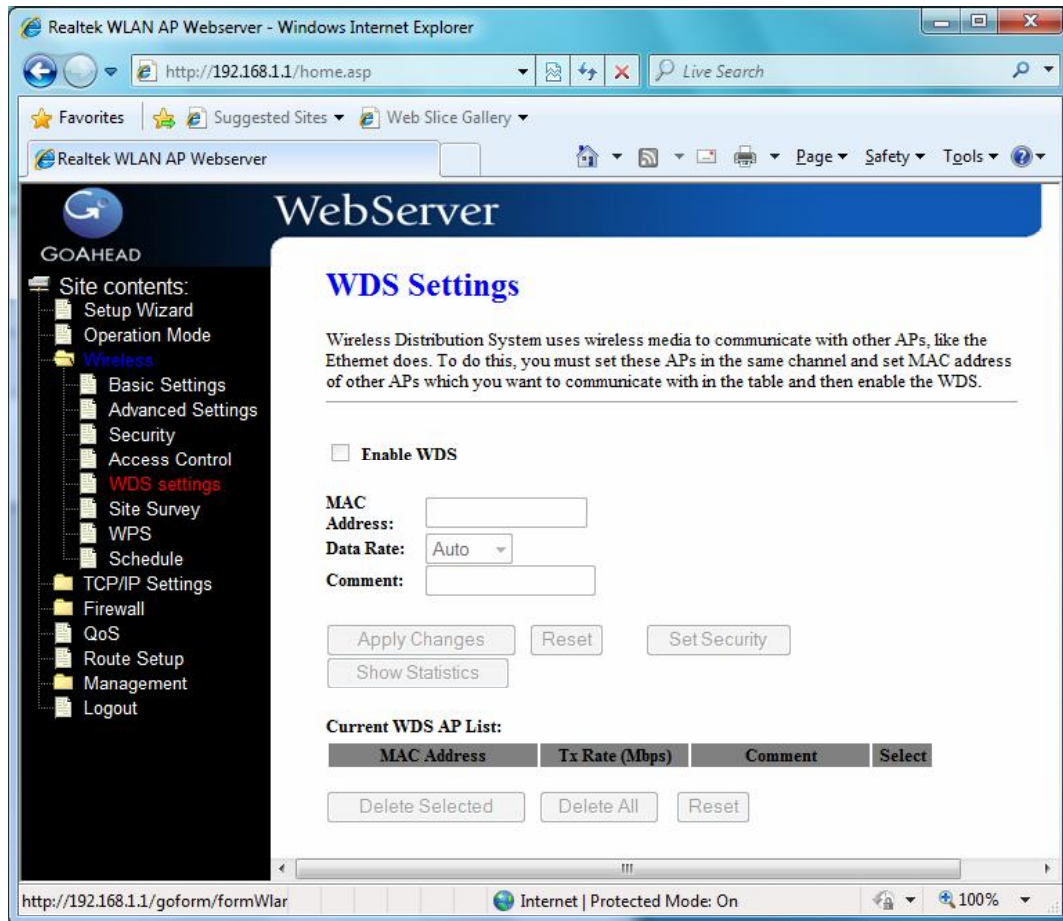 Realtek WLAN AP Webserver - Windows Internet Explorer
http://192.168.1.1/home.asp
Live Search
Favorites
Suggested Sites
Web Slice Gallery
Realtek WLAN AP Webserver
Page
Safety
Tools
GOAHEAD
WebServer
Site contents:
Setup Wizard
Operation Mode
Wireless
Basic Settings
Advanced Settings
Security
Access Control
WDS settings
Site Survey
WPS
Schedule
TCP/IP Settings
Firewall
QoS
Route Setup
Management
Logout
WDS Settings
Wireless Distribution System uses wireless media to communicate with other APs, like the
Ethernet does. To do this, you must set these APs in the same channel and set MAC address
of other APs which you want to communicate with in the table and then enable the WDS.
Enable WDS
MAC
Address:
Data Rate: Auto
Comment:
Apply Changes Reset Set Security
Show Statistics
Current WDS AP List:
MAC Address Tx Rate (Mbps) Comment Select
Delete Selected Delete All Reset
http://192.168.1.1/goform/formWlan
Internet | Protected Mode: On
100%